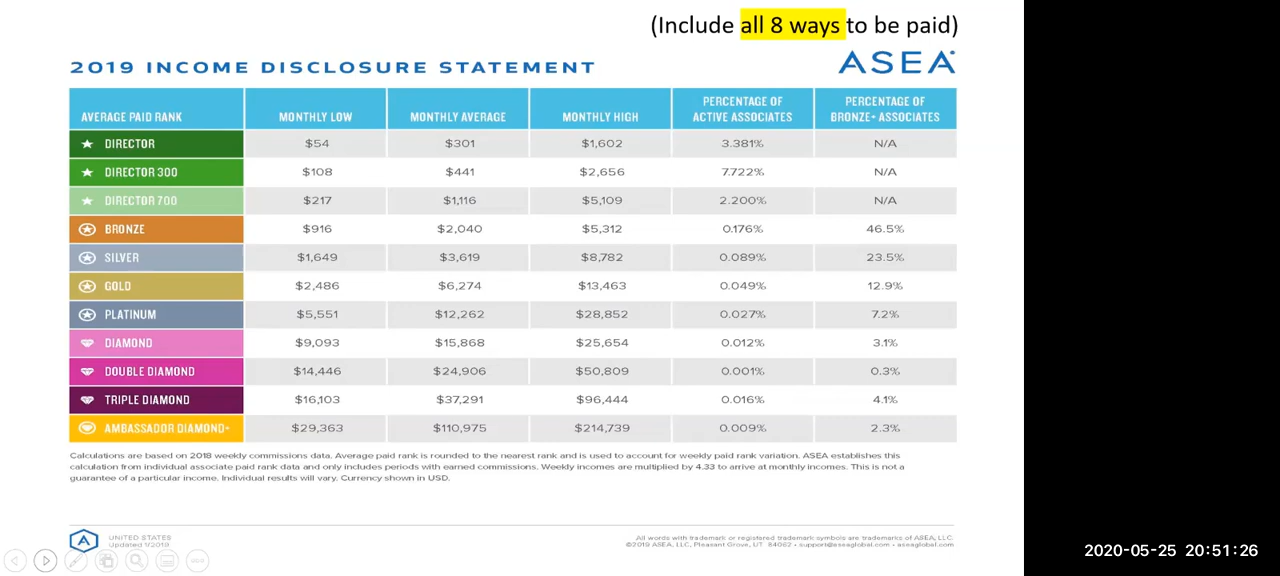 (Include all 8 ways to be paid)
2019 INCOME DISCLOSURE STATEMENT ASEA
AVERAGE PAID RANK MONTHLY LOW MONTHLY AVERAGE MONTHLY HIGH PERCENTAGE OF ACTIVE ASSOCIATES PERCENTAGE OF BRONZE+ ASSOCIATES
DIRECTOR $54 $301 $1,602 3.381% N/A
DIRECTOR 300 $108 $441 $2,656 7.722% N/A
DIRECTOR 700 $217 $1,116 $5,109 2.200% N/A
BRONZE $916 $2,040 $5,312 0.176% 46.5%
SILVER $1,649 $3,619 $8,782 0.089% 23.5%
GOLD $2,486 $6,274 $13,463 0.049% 12.9%
PLATINUM $5,551 $12,262 $28,852 0.027% 7.2%
DIAMOND $9,093 $15,868 $25,654 0.012% 3.1%
DOUBLE DIAMOND $14,446 $24,906 $50,809 0.001% 0.3%
TRIPLE DIAMOND $16,103 $37,291 $96,444 0.016% 4.1%
AMBASSADOR DIAMOND+ $29,363 $110,975 $214,739 0.009% 2.3%
Calculations are based on 2018 weekly commissions data. Average paid rank is rounded to the nearest rank and is used to account for weekly paid rank variation. ASEA establishes this
calculation from individual associate paid rank data and only includes periods with earned commissions. Weekly incomes are multiplied by 4.33 to arrive at monthly incomes. This is not a
guarantee of a particular income. Individual results will vary. Currency shown in USD.
UNITED STATES
Updated 1/2019
All words with trademark or registered trademark symbols are trademarks of ASEA, LLC.
©2019 ASEA, LLC, Pleasant Grove, UT 84062 • support@aseaglobal.com • aseaglobal.com
2020-05-25 20:51:26